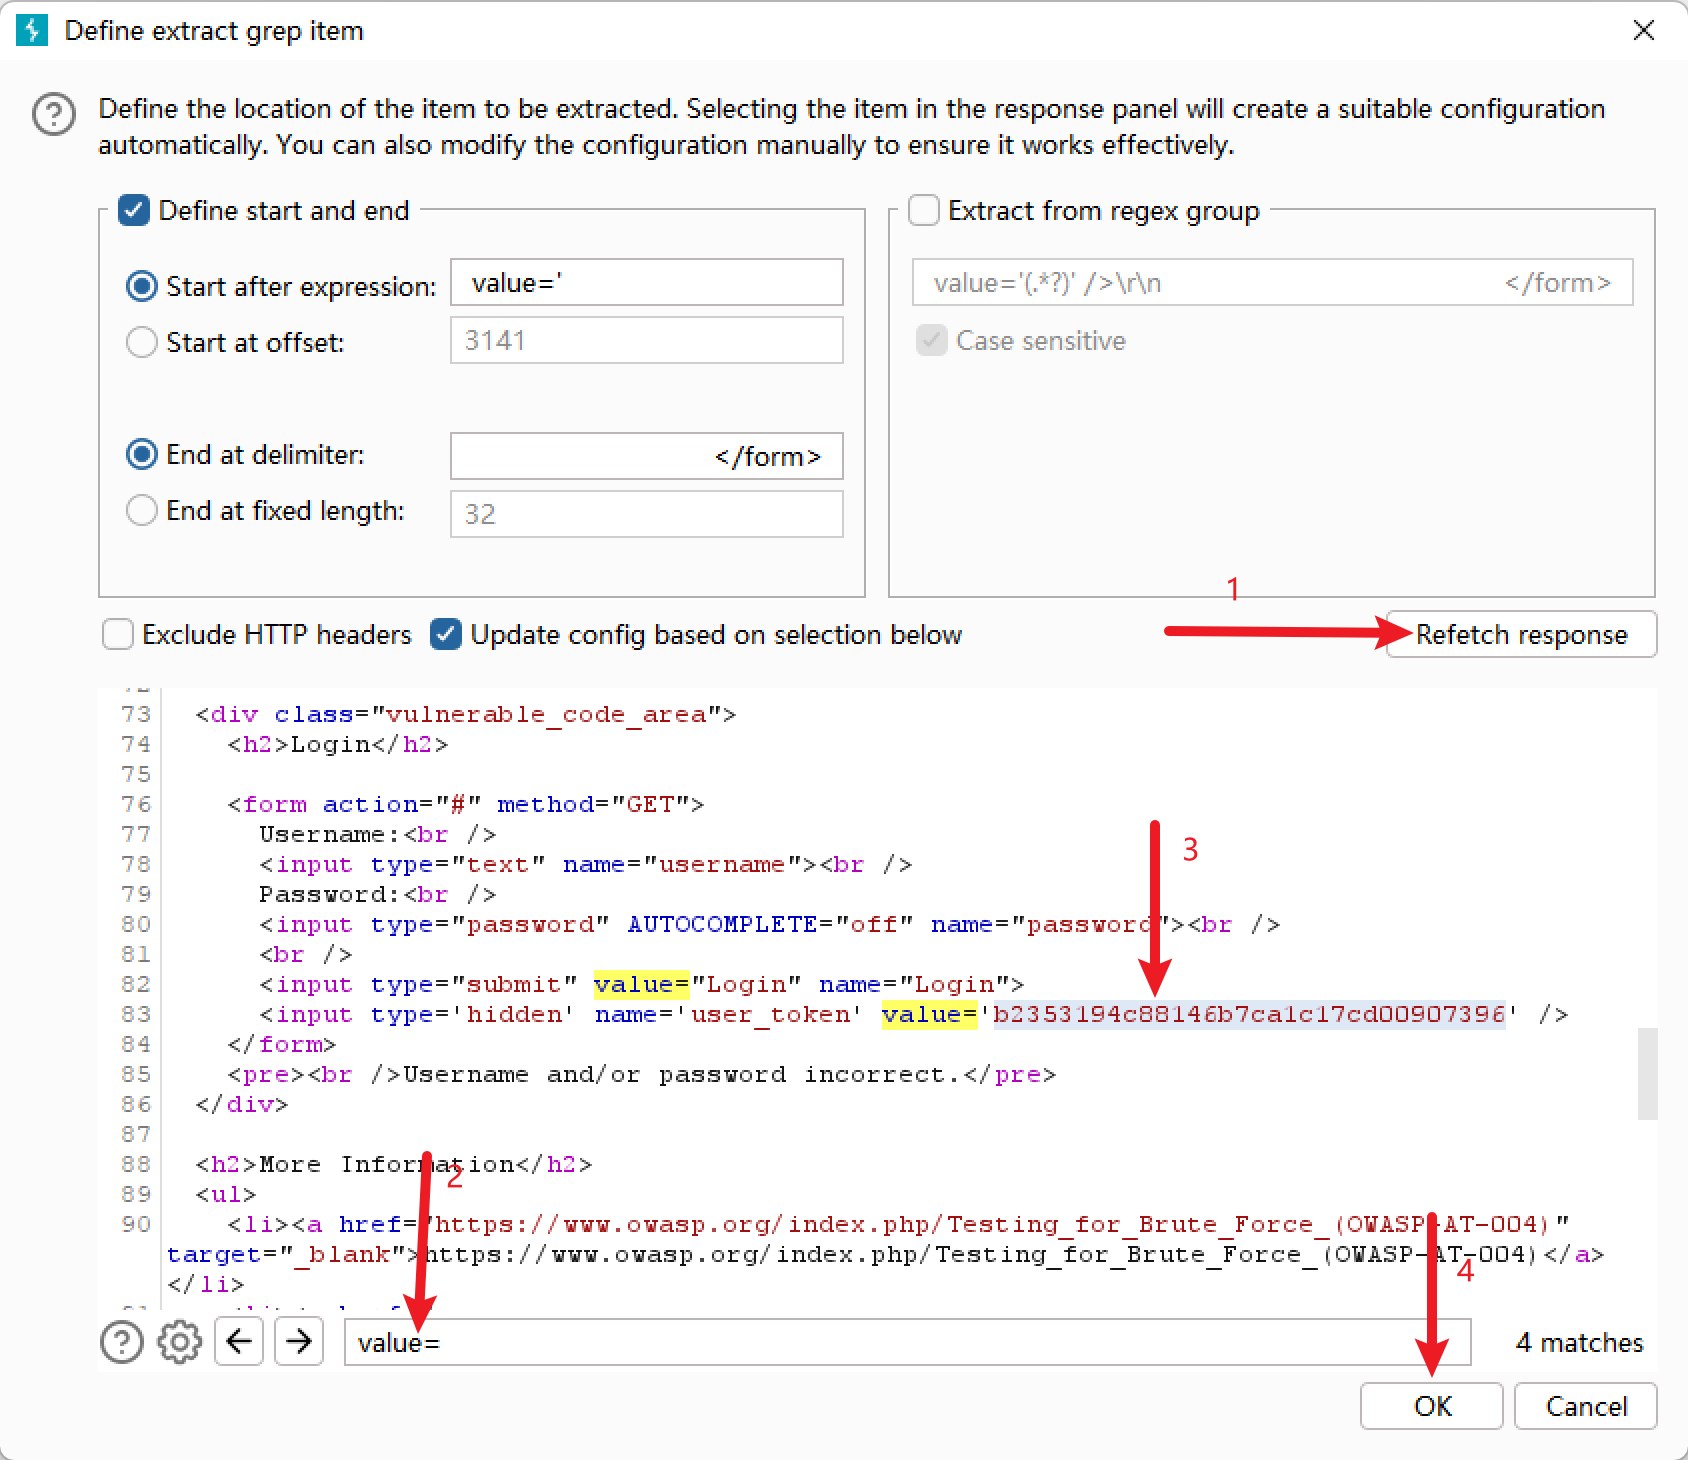 Define extract grep item
Define the location of the item to be extracted. Selecting the item in the response panel will create a suitable configuration
automatically. You can also modify the configuration manually to ensure it works effectively.
Define start and end
Start after expression: value='
Start at offset: 3141
End at delimiter: </form>
End at fixed length: 32
Extract from regex group
value='(.*?)' />\r\n </form>
Case sensitive
1
Exclude HTTP headers
Update config based on selection below
Refetch response
73 <div class="vulnerable_code_area">
74 <h2>Login</h2>
75
76 <form action="#" method="GET">
77 Username:<br />
78 <input type="text" name="username"><br />
3
79 Password:<br />
80 <input type="password" AUTOCOMPLETE="off" name="password"><br />
81 <br />
82 <input type="submit" value="Login" name="Login">
83 <input type='hidden' name='user_token' value='b2353194c88146b7ca1c17cd00907396' />
84 </form>
85 <pre><br />Username and/or password incorrect.</pre>
86 </div>
87
88 <h2>More Information</h2>
2
89 <ul>
90 <li><a href="https://www.owasp.org/index.php/Testing_for_Brute_Force_(OWASP-AT-004)"
target="_blank">https://www.owasp.org/index.php/Testing_for_Brute_Force_(OWASP-AT-004)</a>
</li>
4
value=
4 matches
OK
Cancel